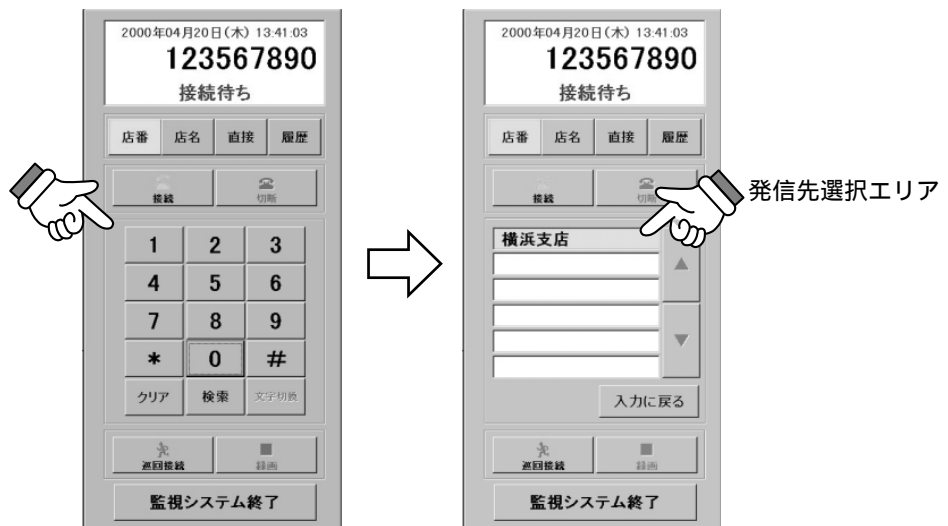 2000年04月20日(木) 13:41:03
123567890
接続待ち
店番 店名 直接 履歴
接続 切断
1 2 3
4 5 6
7 8 9
* 0 #
クリア 検索 文字切換
巡回接続 録画
監視システム終了
2000年04月20日(木) 13:41:03
123567890
接続待ち
店番 店名 直接 履歴
接続 切断
発信先選択エリア
横浜支店
▲
▼
入力に戻る
巡回接続 録画
監視システム終了